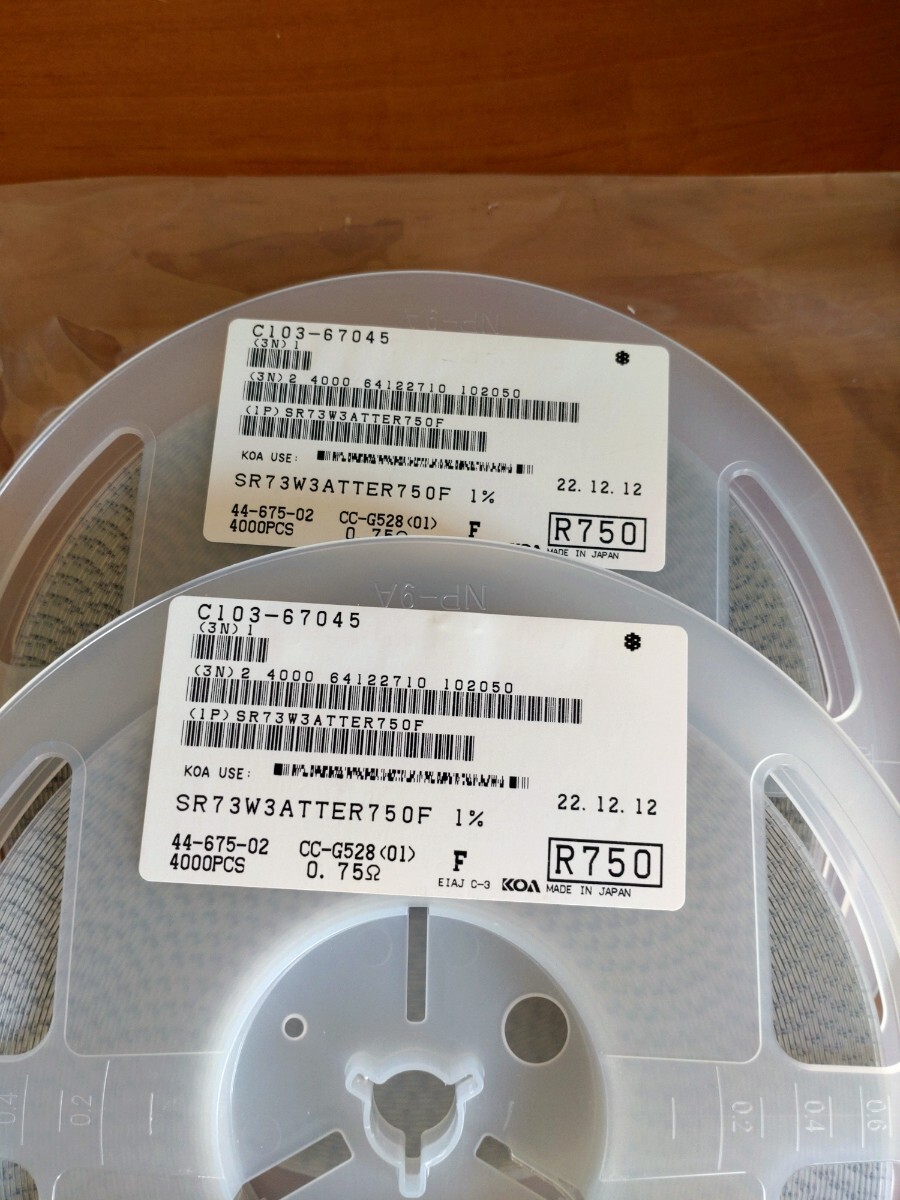 C103-67045
(3N)1
(3N)2 4000 64122710 102050
(1P)SR73W3ATTER750F
KOA USE:
SR73W3ATTER750F 1% 22.12.12
44-675-02 CC-G528(01) F R750
4000PCS 0.75Ω KOA MADE IN JAPAN
NP-9A
C103-67045
(3N)1
(3N)2 4000 64122710 102050
(1P)SR73W3ATTER750F
KOA USE:
SR73W3ATTER750F 1% 22.12.12
44-675-02 CC-G528(01) F R750
4000PCS 0.75Ω EIAJ C-3 KOA MADE IN JAPAN
0.4 0.2 0.2 0.4 0.6